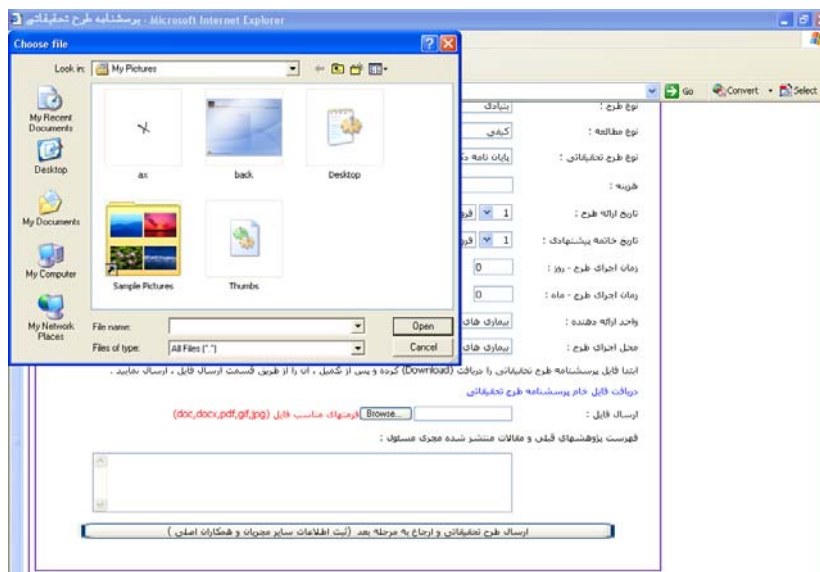 پرسشنامه طرح تحقیقاتی - Microsoft Internet Explorer
Choose file
Look in:
My Pictures
My Recent Documents
Desktop
My Documents
My Computer
My Network Places
ax
back
Desktop
Sample Pictures
Thumbs
File name:
Open
Files of type:
All Files (*.*)
Cancel
Go
Convert
Select
نوع طرح : بنیادی
نوع مطالعه : کیفی
نوع طرح تحقیقاتی : پایان نامه
هزینه :
تاریخ ارائه طرح : 1
تاریخ خاتمه پیشنهادی : 1
زمان اجرای طرح - روز : 0
زمان اجرای طرح - ماه : 0
واحد ارائه دهنده : بیماری های
محل اجرای طرح : بیماری های
ابتدا فایل پرسشنامه طرح تحقیقاتی را دریافت (Download) کرده و پس از تکمیل ، آن را از طریق قسمت ارسال فایل ، ارسال نمایید .
دریافت فایل خام پرسشنامه طرح تحقیقاتی
ارسال فایل : Browse... فرمتهای مناسب فایل (doc,docx,pdf,gif,jpg)
فهرست پژوهشهای قبلی و مقالات منتشر شده مجری مسئول :
ارسال طرح تحقیقاتی و ارجاع به مرحله بعد (ثبت اطلاعات سایر مجریان و همکاران اصلی )